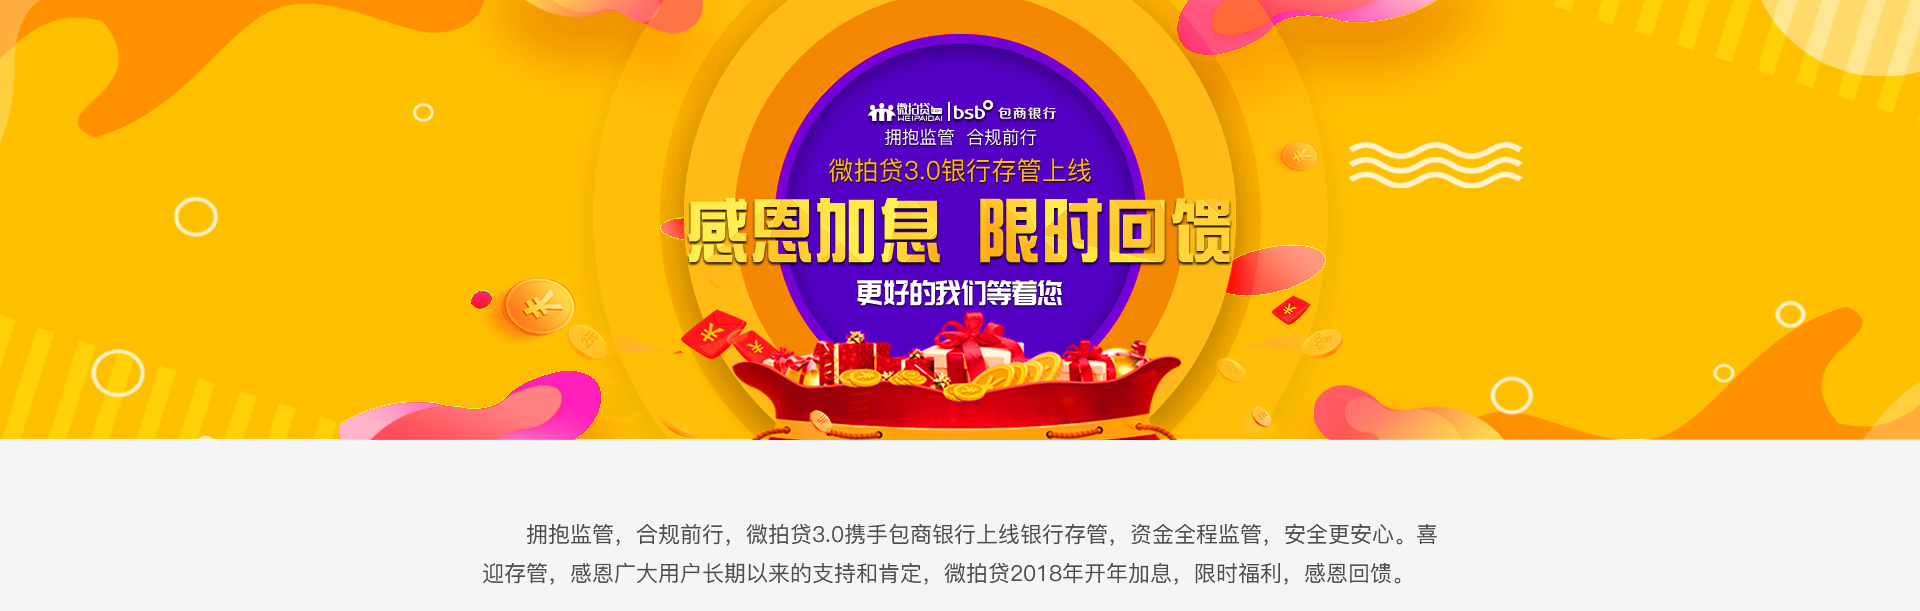 微拍贷 WEIPAIDAI | bsb 包商银行
拥抱监管 合规前行
微拍贷3.0银行存管上线
感恩加息 限时回馈
更好的我们等着您
拥抱监管，合规前行，微拍贷3.0携手包商银行上线银行存管，资金全程监管，安全更安心。喜
迎存管，感恩广大用户长期以来的支持和肯定，微拍贷2018年开年加息，限时福利，感恩回馈。